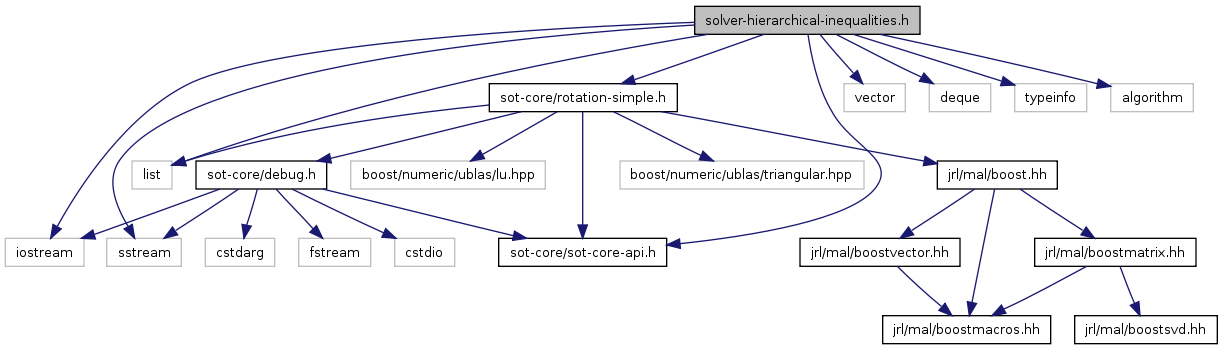 solver-hierarchical-inequalities.h
sot-core/rotation-simple.h
vector
deque
typeinfo
algorithm
list
sot-core/debug.h
boost/numeric/ublas/lu.hpp
boost/numeric/ublas/triangular.hpp
jrl/mal/boost.hh
iostream
sstream
cstdarg
fstream
cstdio
sot-core/sot-core-api.h
jrl/mal/boostvector.hh
jrl/mal/boostmatrix.hh
jrl/mal/boostmacros.hh
jrl/mal/boostsvd.hh